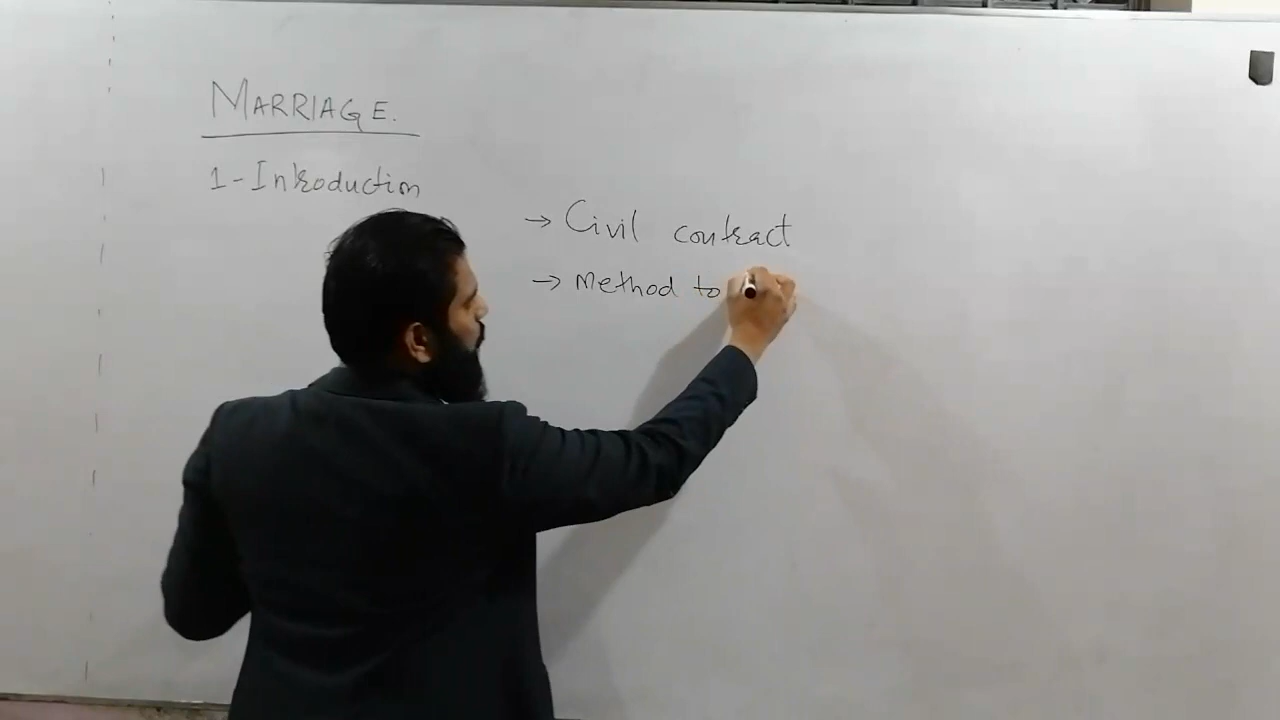 MARRIAGE.
1-Introduction
→ Civil contract
→ Method to